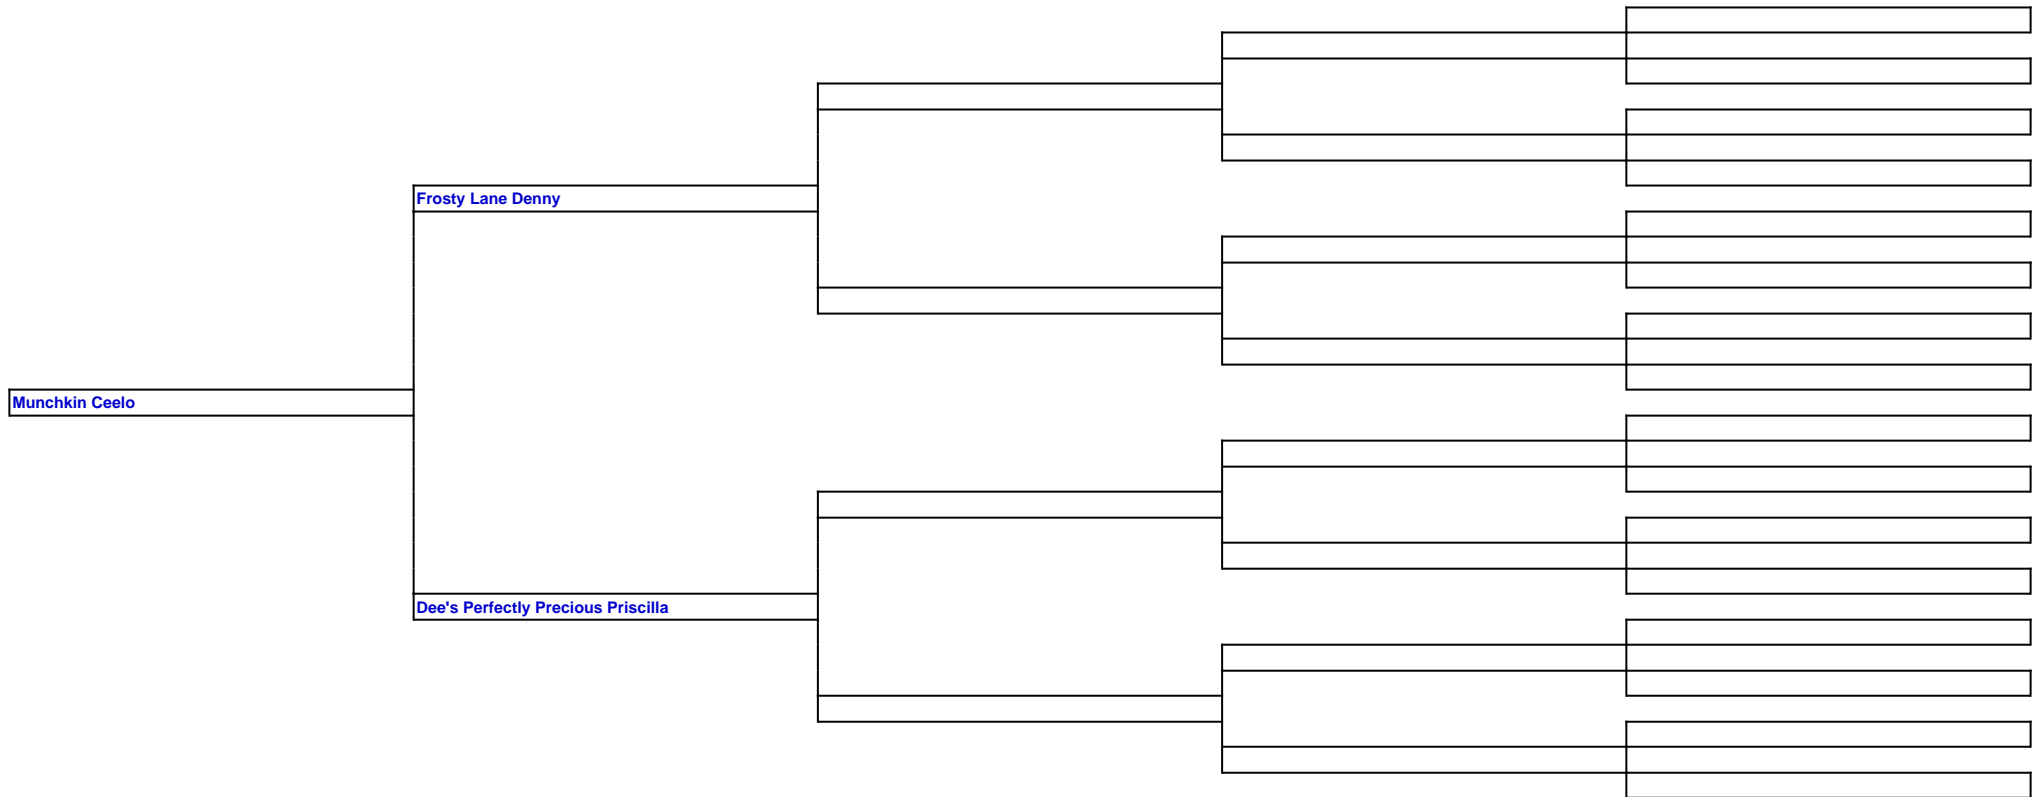 Frosty Lane Denny
Munchkin Ceelo
Dee's Perfectly Precious Priscilla